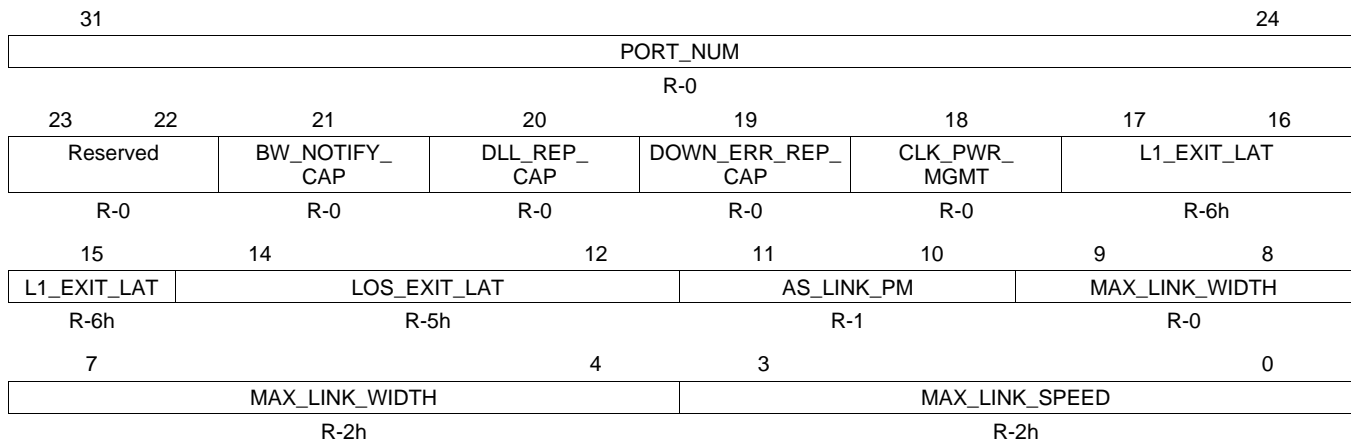 31 24
PORT_NUM
R-0
23 22 21 20 19 18 17 16
Reserved BW_NOTIFY_ DLL_REP_ DOWN_ERR_REP_ CLK_PWR_ L1_EXIT_LAT
CAP CAP CAP MGMT
R-0 R-0 R-0 R-0 R-0 R-6h
15 14 12 11 10 9 8
L1_EXIT_LAT LOS_EXIT_LAT AS_LINK_PM MAX_LINK_WIDTH
R-6h R-5h R-1 R-0
7 4 3 0
MAX_LINK_WIDTH MAX_LINK_SPEED
R-2h R-2h